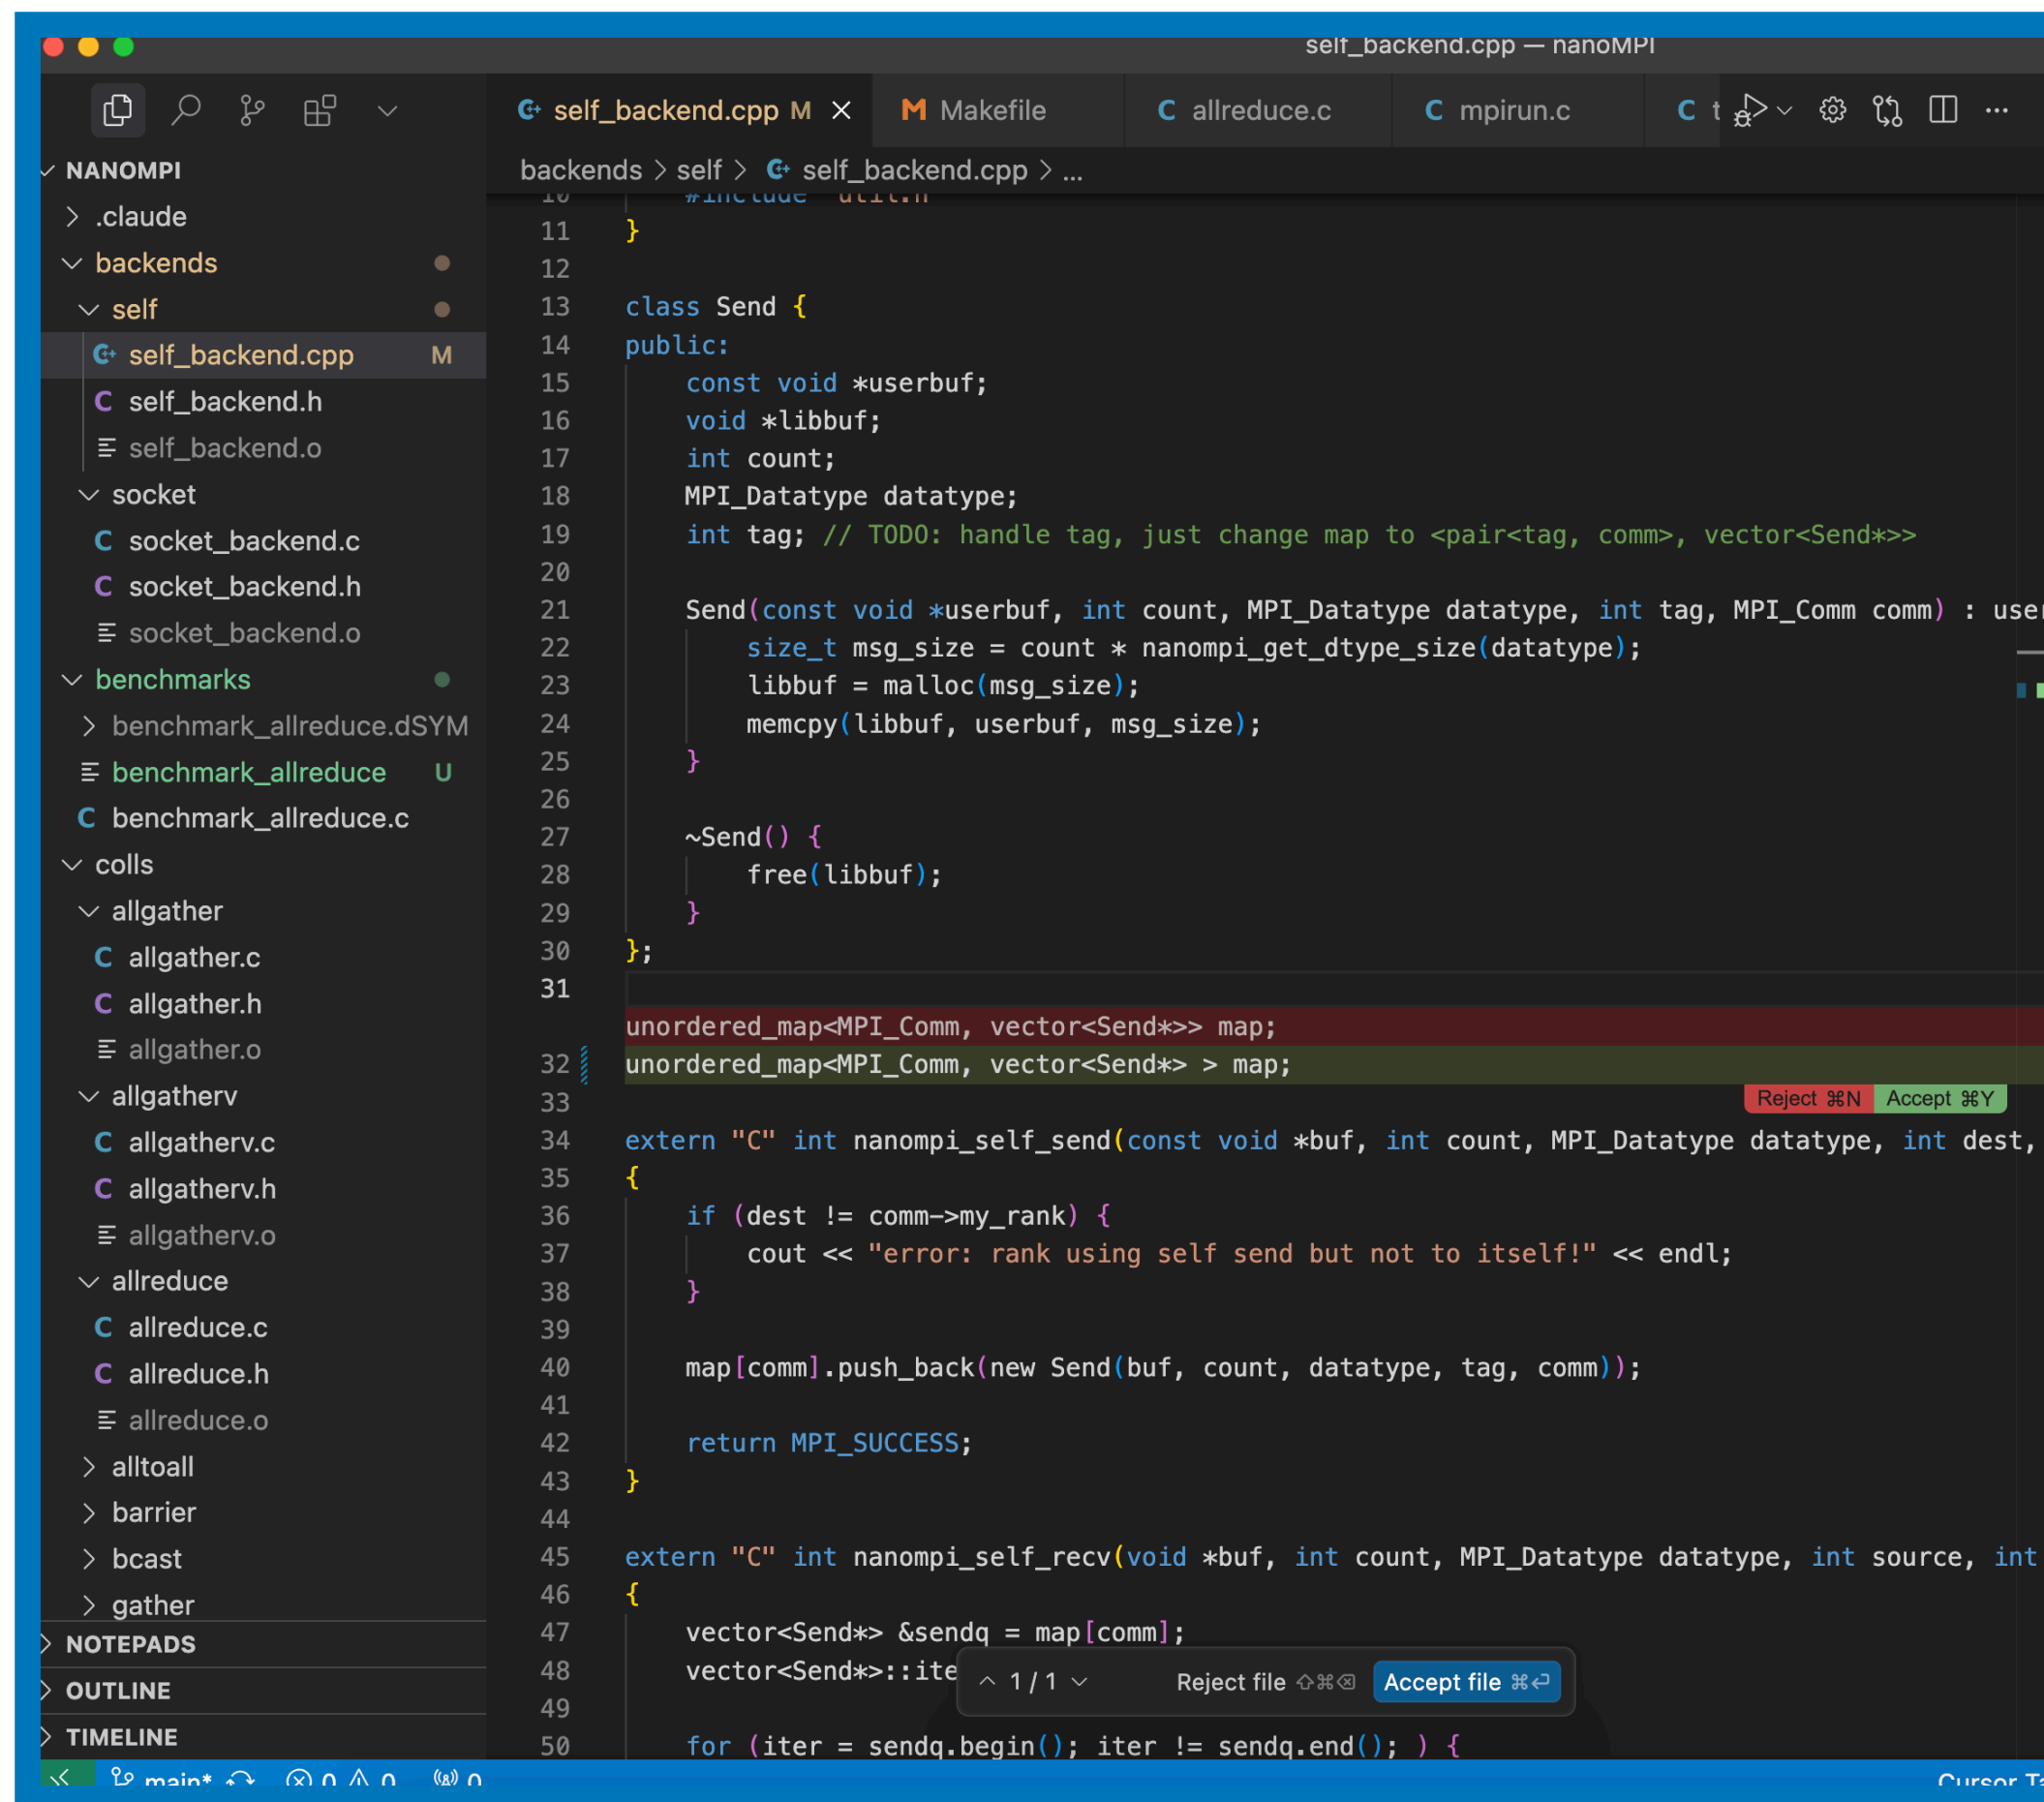 self_backend.cpp — nanoMPI
self_backend.cpp M
Makefile
allreduce.c
mpirun.c
t
NANOMPI
.claude
backends
self
self_backend.cpp M
self_backend.h
self_backend.o
socket
socket_backend.c
socket_backend.h
socket_backend.o
benchmarks
benchmark_allreduce.dSYM
benchmark_allreduce U
benchmark_allreduce.c
colls
allgather
allgather.c
allgather.h
allgather.o
allgatherv
allgatherv.c
allgatherv.h
allgatherv.o
allreduce
allreduce.c
allreduce.h
allreduce.o
alltoall
barrier
bcast
gather
NOTEPADS
OUTLINE
TIMELINE
backends > self > self_backend.cpp > ...
10 #include "util.h"
11 }
12
13 class Send {
14 public:
15 const void *userbuf;
16 void *libbuf;
17 int count;
18 MPI_Datatype datatype;
19 int tag; // TODO: handle tag, just change map to <pair<tag, comm>, vector<Send*>>
20
21 Send(const void *userbuf, int count, MPI_Datatype datatype, int tag, MPI_Comm comm) : user
22 size_t msg_size = count * nanompi_get_dtype_size(datatype);
23 libbuf = malloc(msg_size);
24 memcpy(libbuf, userbuf, msg_size);
25 }
26
27 ~Send() {
28 free(libbuf);
29 }
30 };
31
unordered_map<MPI_Comm, vector<Send*>> map;
32 unordered_map<MPI_Comm, vector<Send*> > map;
33
Reject ⌘N Accept ⌘Y
34 extern "C" int nanompi_self_send(const void *buf, int count, MPI_Datatype datatype, int dest,
35 {
36 if (dest != comm->my_rank) {
37 cout << "error: rank using self send but not to itself!" << endl;
38 }
39
40 map[comm].push_back(new Send(buf, count, datatype, tag, comm));
41
42 return MPI_SUCCESS;
43 }
44
45 extern "C" int nanompi_self_recv(void *buf, int count, MPI_Datatype datatype, int source, int
46 {
47 vector<Send*> &sendq = map[comm];
48 vector<Send*>::ite
49
50 for (iter = sendq.begin(); iter != sendq.end(); ) {
1 / 1 Reject file ⇧⌘⌫ Accept file ⌘⏎
main* 0 0 0
Cursor Ta